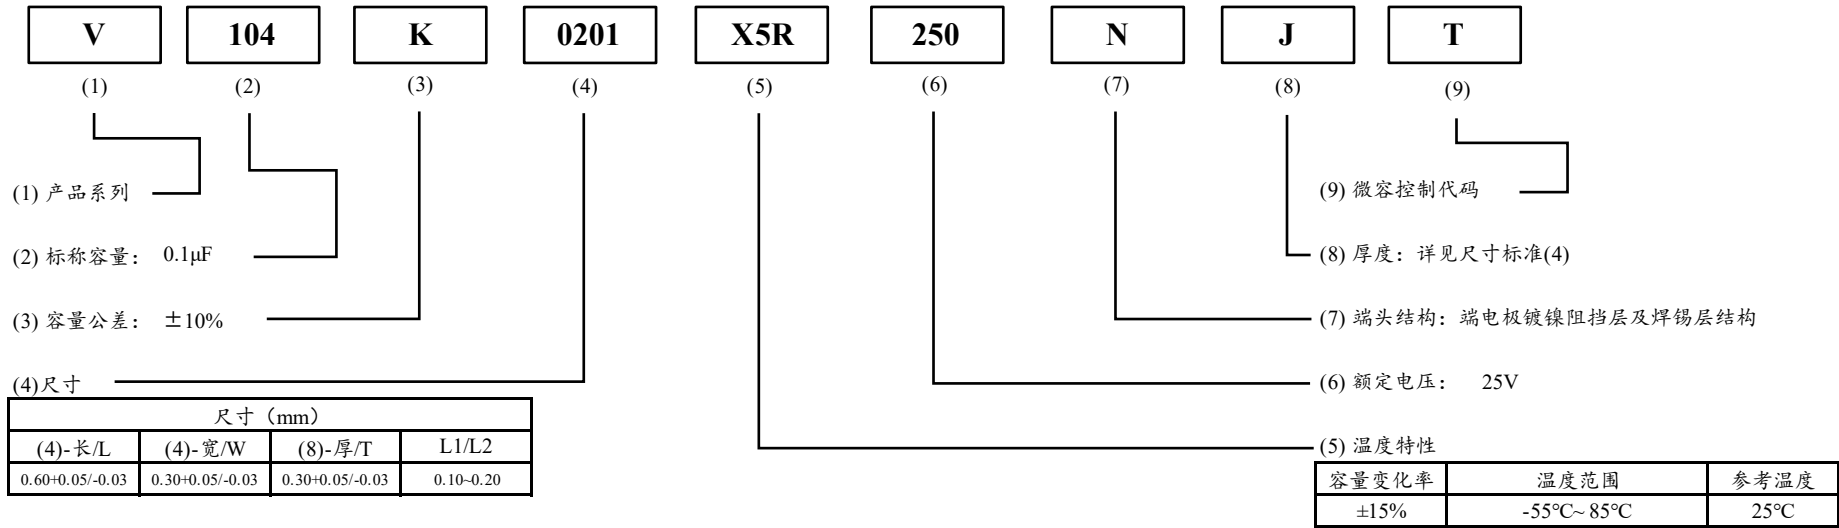 V 104 K 0201 X5R 250 N J T
(1) (2) (3) (4) (5) (6) (7) (8) (9)
(1) 产品系列
(9) 微容控制代码
(2) 标称容量： 0.1μF
(8) 厚度：详见尺寸标准(4)
(3) 容量公差： ±10%
(7) 端头结构：端电极镀镍阻挡层及焊锡层结构
(4)尺寸
(6) 额定电压： 25V
尺寸（mm）
(4)-长/L (4)-宽/W (8)-厚/T L1/L2
0.60+0.05/-0.03 0.30+0.05/-0.03 0.30+0.05/-0.03 0.10~0.20
(5) 温度特性
容量变化率 温度范围 参考温度
±15% -55℃~ 85℃ 25℃